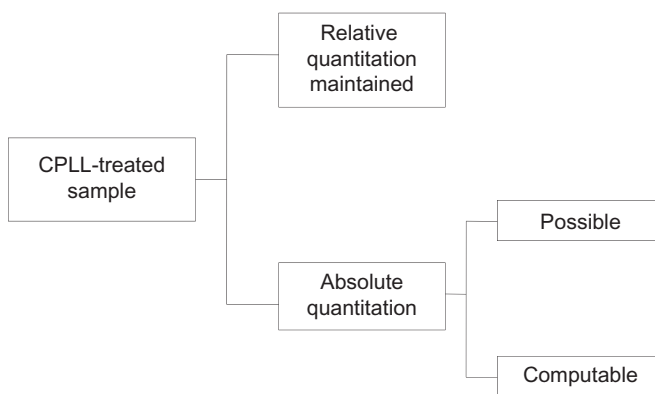 Relative
quantitation
maintained
CPLL-treated
sample
Possible
Absolute
quantitation
Computable